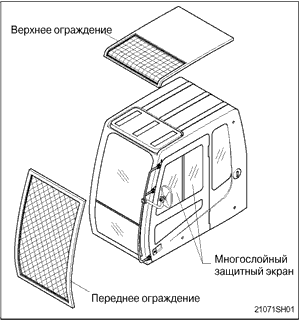 Верхнее ограждение
Многослойный
защитный экран
Переднее ограждение
21071SH01